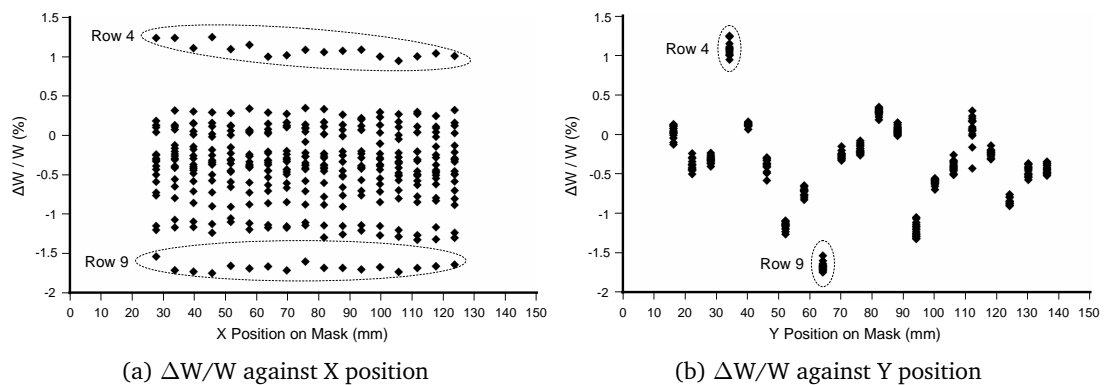 1.5
1
0.5
0
-0.5
-1
-1.5
-2
ΔW / W (%)
Row 4
Row 9
0 10 20 30 40 50 60 70 80 90 100 110 120 130 140 150
X Position on Mask (mm)
(a) ΔW/W against X position
1.5
1
0.5
0
-0.5
-1
-1.5
-2
ΔW / W (%)
Row 4
Row 9
0 10 20 30 40 50 60 70 80 90 100 110 120 130 140 150
Y Position on Mask (mm)
(b) ΔW/W against Y position